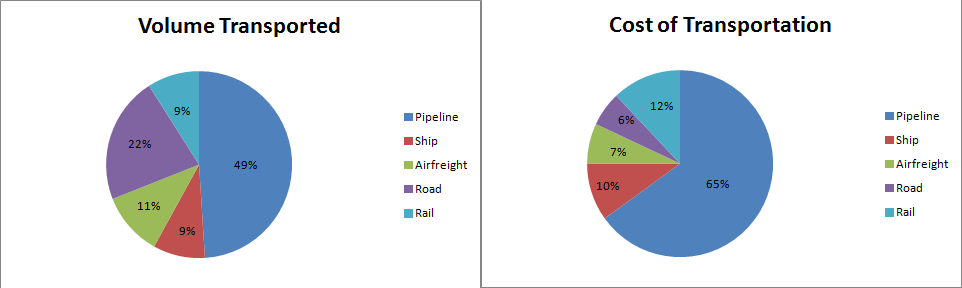 Volume Transported
9%
22%
49%
11%
9%
Pipeline
Ship
Airfreight
Road
Rail
Cost of Transportation
12%
6%
7%
10%
65%
Pipeline
Ship
Airfreight
Road
Rail